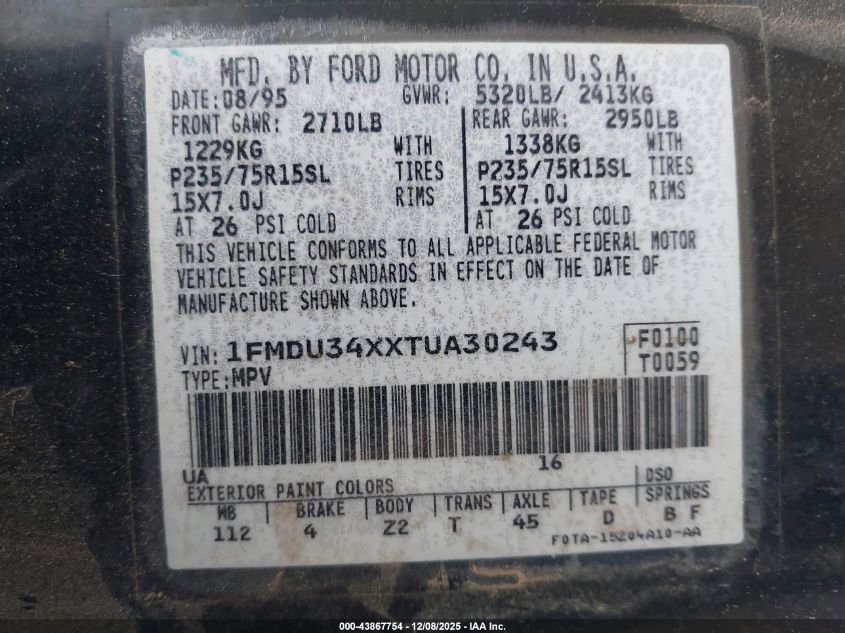 MFD. BY FORD MOTOR CO. IN U.S.A.
DATE: 08/95 GVWR: 5320LB/ 2413KG
FRONT GAWR: 2710LB REAR GAWR: 2950LB
1229KG WITH 1338KG WITH
P235/75R15SL TIRES P235/75R15SL TIRES
15X7.0J RIMS 15X7.0J RIMS
AT 26 PSI COLD AT 26 PSI COLD
THIS VEHICLE CONFORMS TO ALL APPLICABLE FEDERAL MOTOR
VEHICLE SAFETY STANDARDS IN EFFECT ON THE DATE OF
MANUFACTURE SHOWN ABOVE.
VIN: 1FMDU34XXTUA30243 F0100
TYPE: MPV T0059
16
UA DSO
EXTERIOR PAINT COLORS
WB BRAKE BODY TRANS AXLE TAPE SPRINGS
112 4 Z2 T 45 D B F
F0TA-15204A10-AA
000-43867754 - 12/08/2025 - IAA Inc.